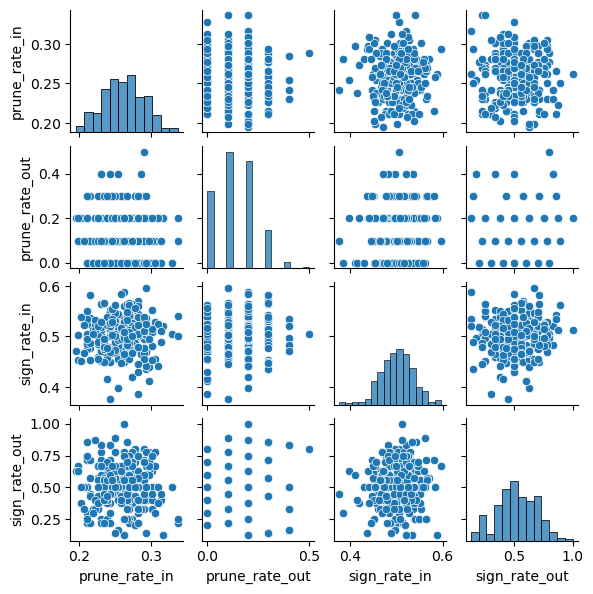 prune_rate_in
0.30
0.25
0.20
prune_rate_out
0.4
0.2
0.0
sign_rate_in
0.6
0.5
0.4
sign_rate_out
1.00
0.75
0.50
0.25
0.2 0.3 0.0 0.5 0.4 0.6 0.5 1.0
prune_rate_in prune_rate_out sign_rate_in sign_rate_out